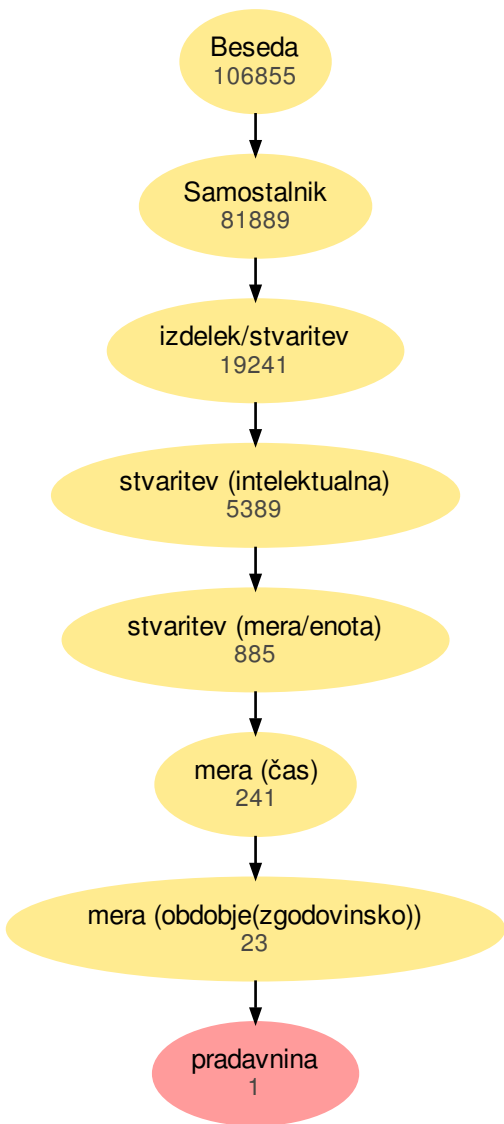 Beseda
106855
Samostalnik
81889
izdelek/stvaritev
19241
stvaritev (intelektualna)
5389
stvaritev (mera/enota)
885
mera (čas)
241
mera (obdobje(zgodovinsko))
23
pradavnina
1